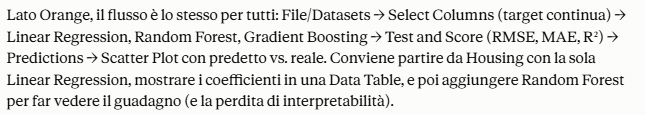 Lato Orange, il flusso è lo stesso per tutti: File/Datasets → Select Columns (target continua) →
Linear Regression, Random Forest, Gradient Boosting → Test and Score (RMSE, MAE, R²) →
Predictions → Scatter Plot con predetto vs. reale. Conviene partire da Housing con la sola
Linear Regression, mostrare i coefficienti in una Data Table, e poi aggiungere Random Forest
per far vedere il guadagno (e la perdita di interpretabilità).